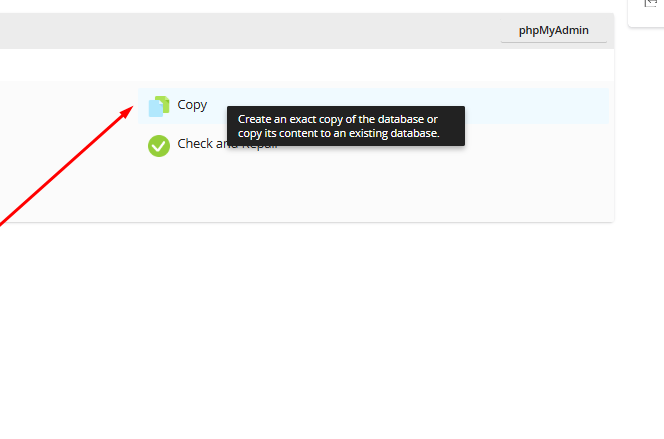 phpMyAdmin
Copy
Create an exact copy of the database or
copy its content to an existing database.
Check and Repair